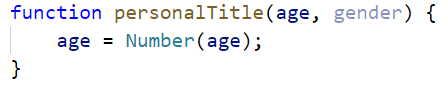 function personalTitle(age, gender) {
    age = Number(age);
}